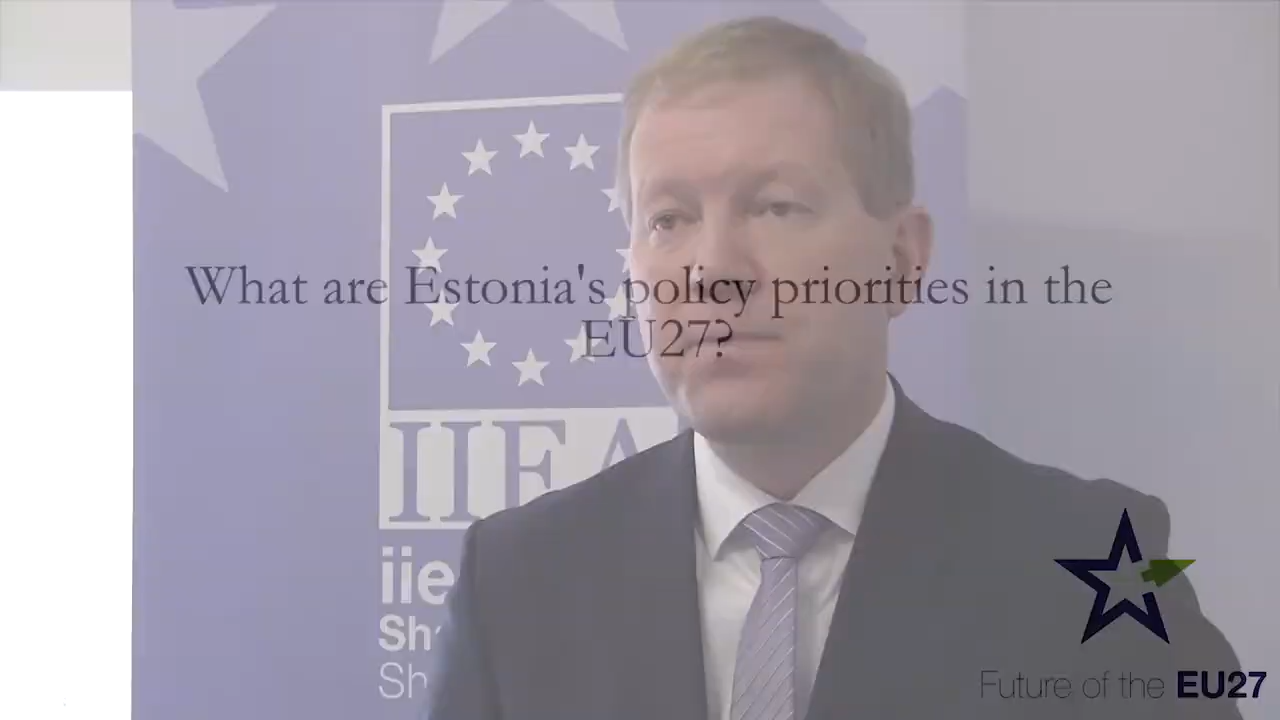 What are Estonia's policy priorities in the
EU27?
IIEA
iie
Sh
Sh
Future of the EU27